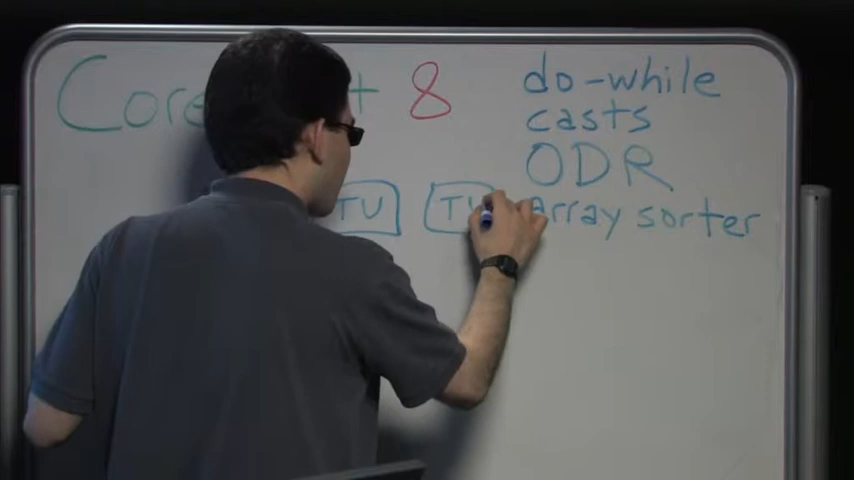 Core + 8
do-while
casts
ODR
TU TU array sorter